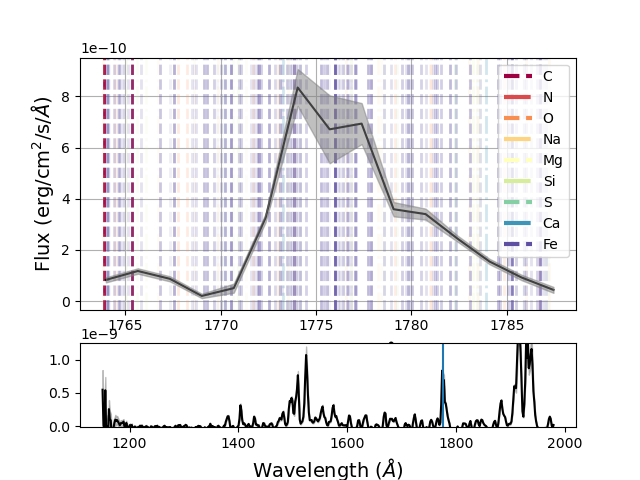 1e−10
Flux (erg/cm²/s/Å)
8
6
4
2
0
C
N
O
Na
Mg
Si
S
Ca
Fe
1765 1770 1775 1780 1785
1e−9
1.0
0.5
0.0
1200 1400 1600 1800 2000
Wavelength (Å)